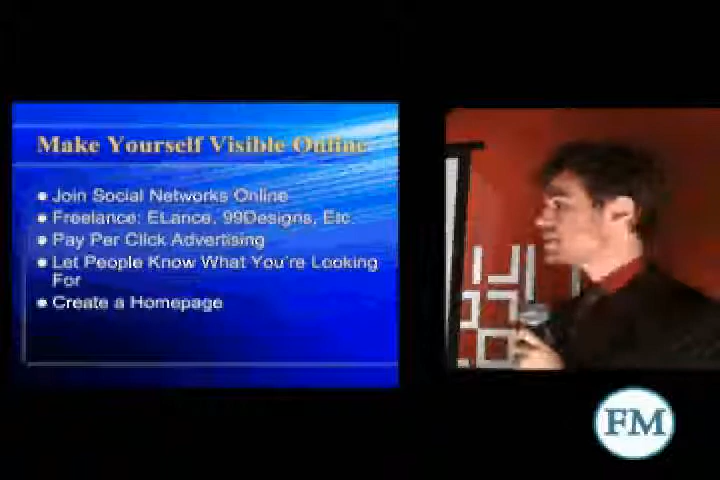 Make Yourself Visible Online
Join Social Networks Online
Freelance: ELance, 99Designs, Etc.
Pay Per Click Advertising
Let People Know What You're Looking
For
Create a Homepage
FM